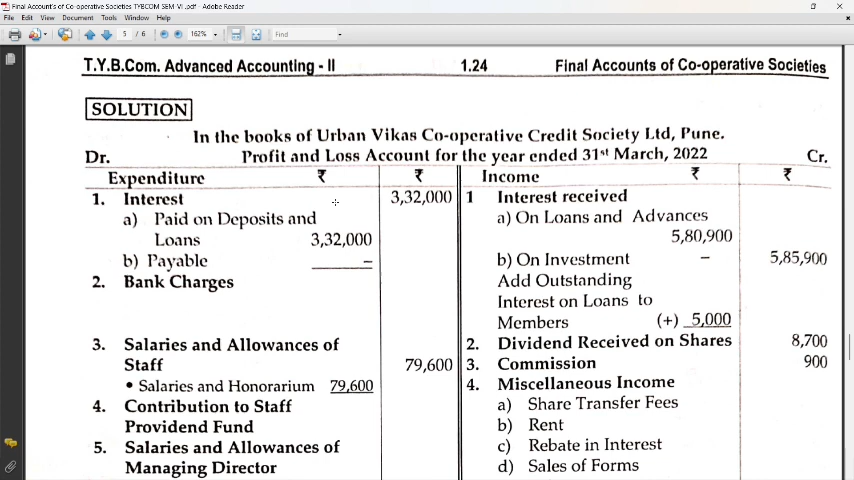 Final Account's of Co-operative Societies TYBCOM SEM VI .pdf - Adobe Reader
File Edit View Document Tools Window Help
5 / 6 162% Find
T.Y.B.Com. Advanced Accounting - II 1.24 Final Accounts of Co-operative Societies
SOLUTION
In the books of Urban Vikas Co-operative Credit Society Ltd, Pune.
Dr. Profit and Loss Account for the year ended 31st March, 2022 Cr.
Expenditure ₹ ₹ Income ₹ ₹
1. Interest 3,32,000 1 Interest received
a) Paid on Deposits and a) On Loans and Advances
Loans 3,32,000 5,80,900
b) Payable – b) On Investment – 5,85,900
2. Bank Charges Add Outstanding
Interest on Loans to
Members (+) 5,000
3. Salaries and Allowances of 2. Dividend Received on Shares 8,700
Staff 79,600 3. Commission 900
• Salaries and Honorarium 79,600 4. Miscellaneous Income
4. Contribution to Staff a) Share Transfer Fees
Providend Fund b) Rent
5. Salaries and Allowances of c) Rebate in Interest
Managing Director d) Sales of Forms